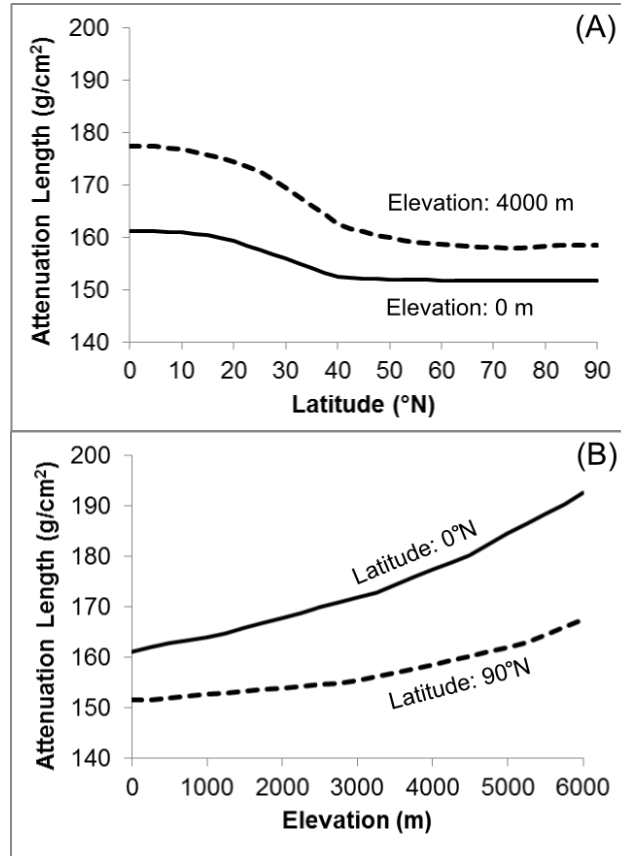 (A)
Attenuation Length (g/cm²)
200
190
180
170
160
150
140
Elevation: 4000 m
Elevation: 0 m
0 10 20 30 40 50 60 70 80 90
Latitude (°N)
(B)
Attenuation Length (g/cm²)
200
190
180
170
160
150
140
Latitude: 0°N
Latitude: 90°N
0 1000 2000 3000 4000 5000 6000
Elevation (m)